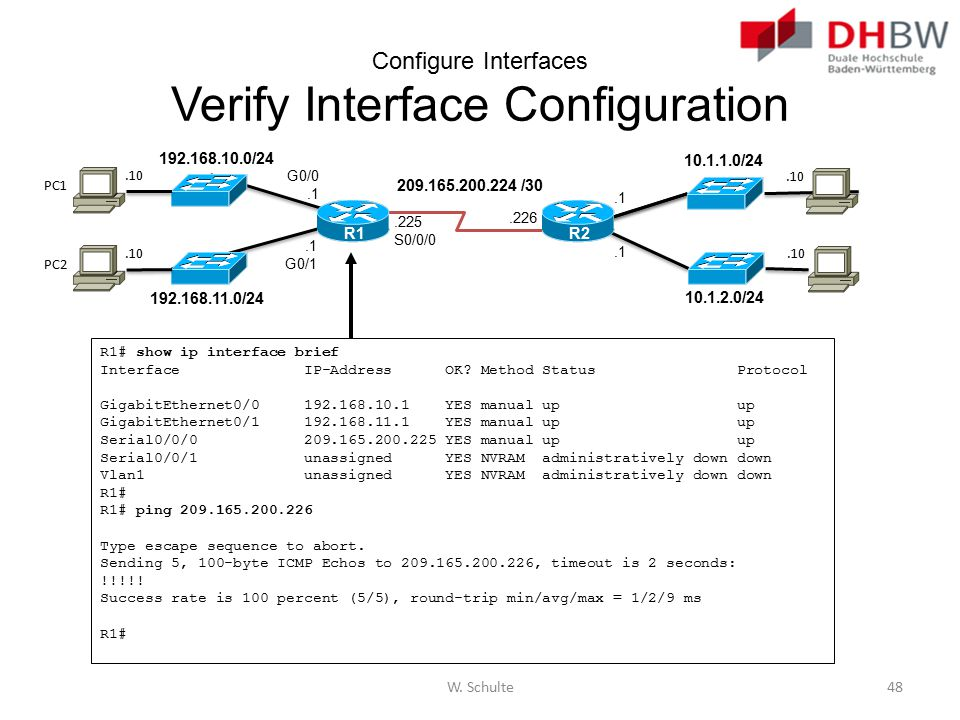 DHBW
Duale Hochschule
Baden-Württemberg
Configure Interfaces
Verify Interface Configuration
192.168.10.0/24
10.1.1.0/24
PC1
.10
G0/0
.1
209.165.200.224 /30
.10
.1
.225
.226
R1
R2
S0/0/0
.1
.1
G0/1
PC2
.10
.10
192.168.11.0/24
10.1.2.0/24
R1# show ip interface brief
Interface IP-Address OK? Method Status Protocol
GigabitEthernet0/0 192.168.10.1 YES manual up up
GigabitEthernet0/1 192.168.11.1 YES manual up up
Serial0/0/0 209.165.200.225 YES manual up up
Serial0/0/1 unassigned YES NVRAM administratively down down
Vlan1 unassigned YES NVRAM administratively down down
R1#
R1# ping 209.165.200.226
Type escape sequence to abort.
Sending 5, 100-byte ICMP Echos to 209.165.200.226, timeout is 2 seconds:
!!!!!
Success rate is 100 percent (5/5), round-trip min/avg/max = 1/2/9 ms
R1#
W. Schulte
48